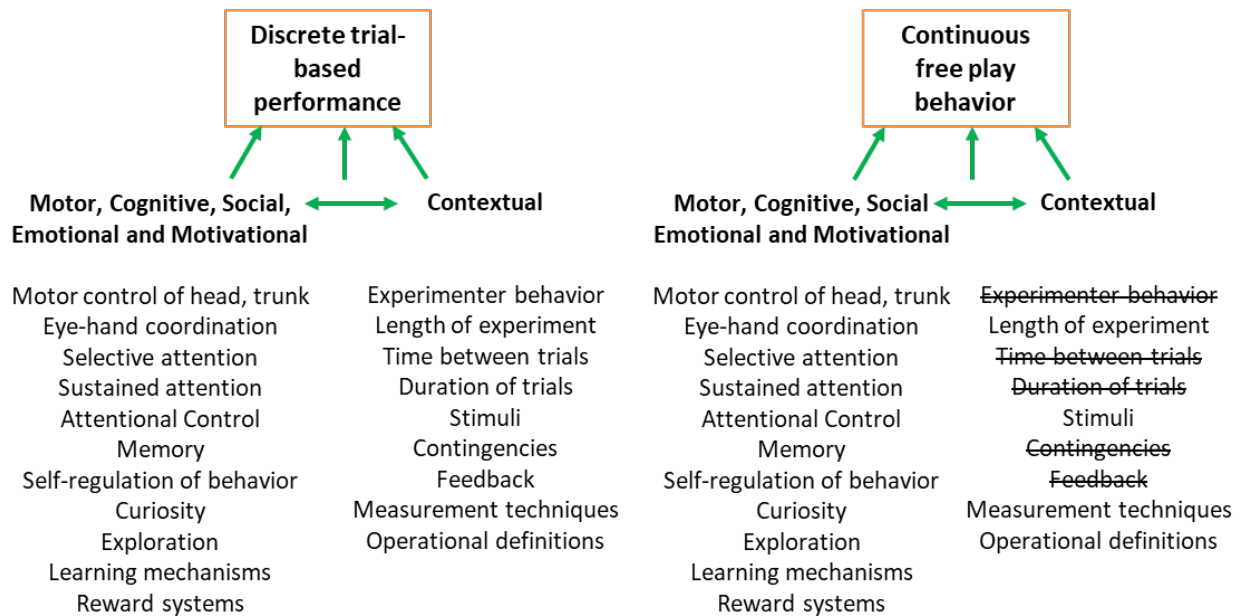 Discrete trial-
based
performance
Motor, Cognitive, Social,
Emotional and Motivational
Contextual
Motor control of head, trunk
Eye-hand coordination
Selective attention
Sustained attention
Attentional Control
Memory
Self-regulation of behavior
Curiosity
Exploration
Learning mechanisms
Reward systems
Experimenter behavior
Length of experiment
Time between trials
Duration of trials
Stimuli
Contingencies
Feedback
Measurement techniques
Operational definitions
Continuous
free play
behavior
Motor, Cognitive, Social
Emotional and Motivational
Contextual
Motor control of head, trunk
Eye-hand coordination
Selective attention
Sustained attention
Attentional Control
Memory
Self-regulation of behavior
Curiosity
Exploration
Learning mechanisms
Reward systems
Experimenter behavior
Length of experiment
Time between trials
Duration of trials
Stimuli
Contingencies
Feedback
Measurement techniques
Operational definitions